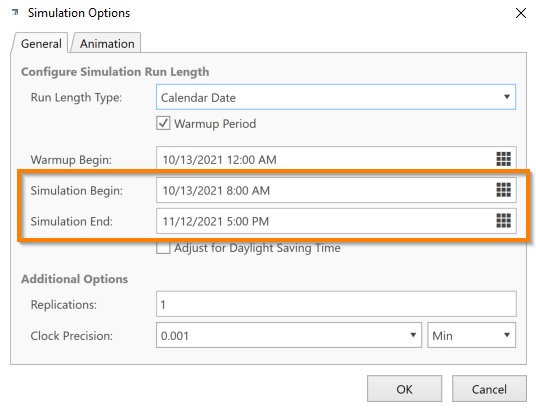 Simulation Options
General Animation
Configure Simulation Run Length
Run Length Type: Calendar Date
Warmup Period
Warmup Begin: 10/13/2021 12:00 AM
Simulation Begin: 10/13/2021 8:00 AM
Simulation End: 11/12/2021 5:00 PM
Adjust for Daylight Saving Time
Additional Options
Replications: 1
Clock Precision: 0.001 Min
OK Cancel